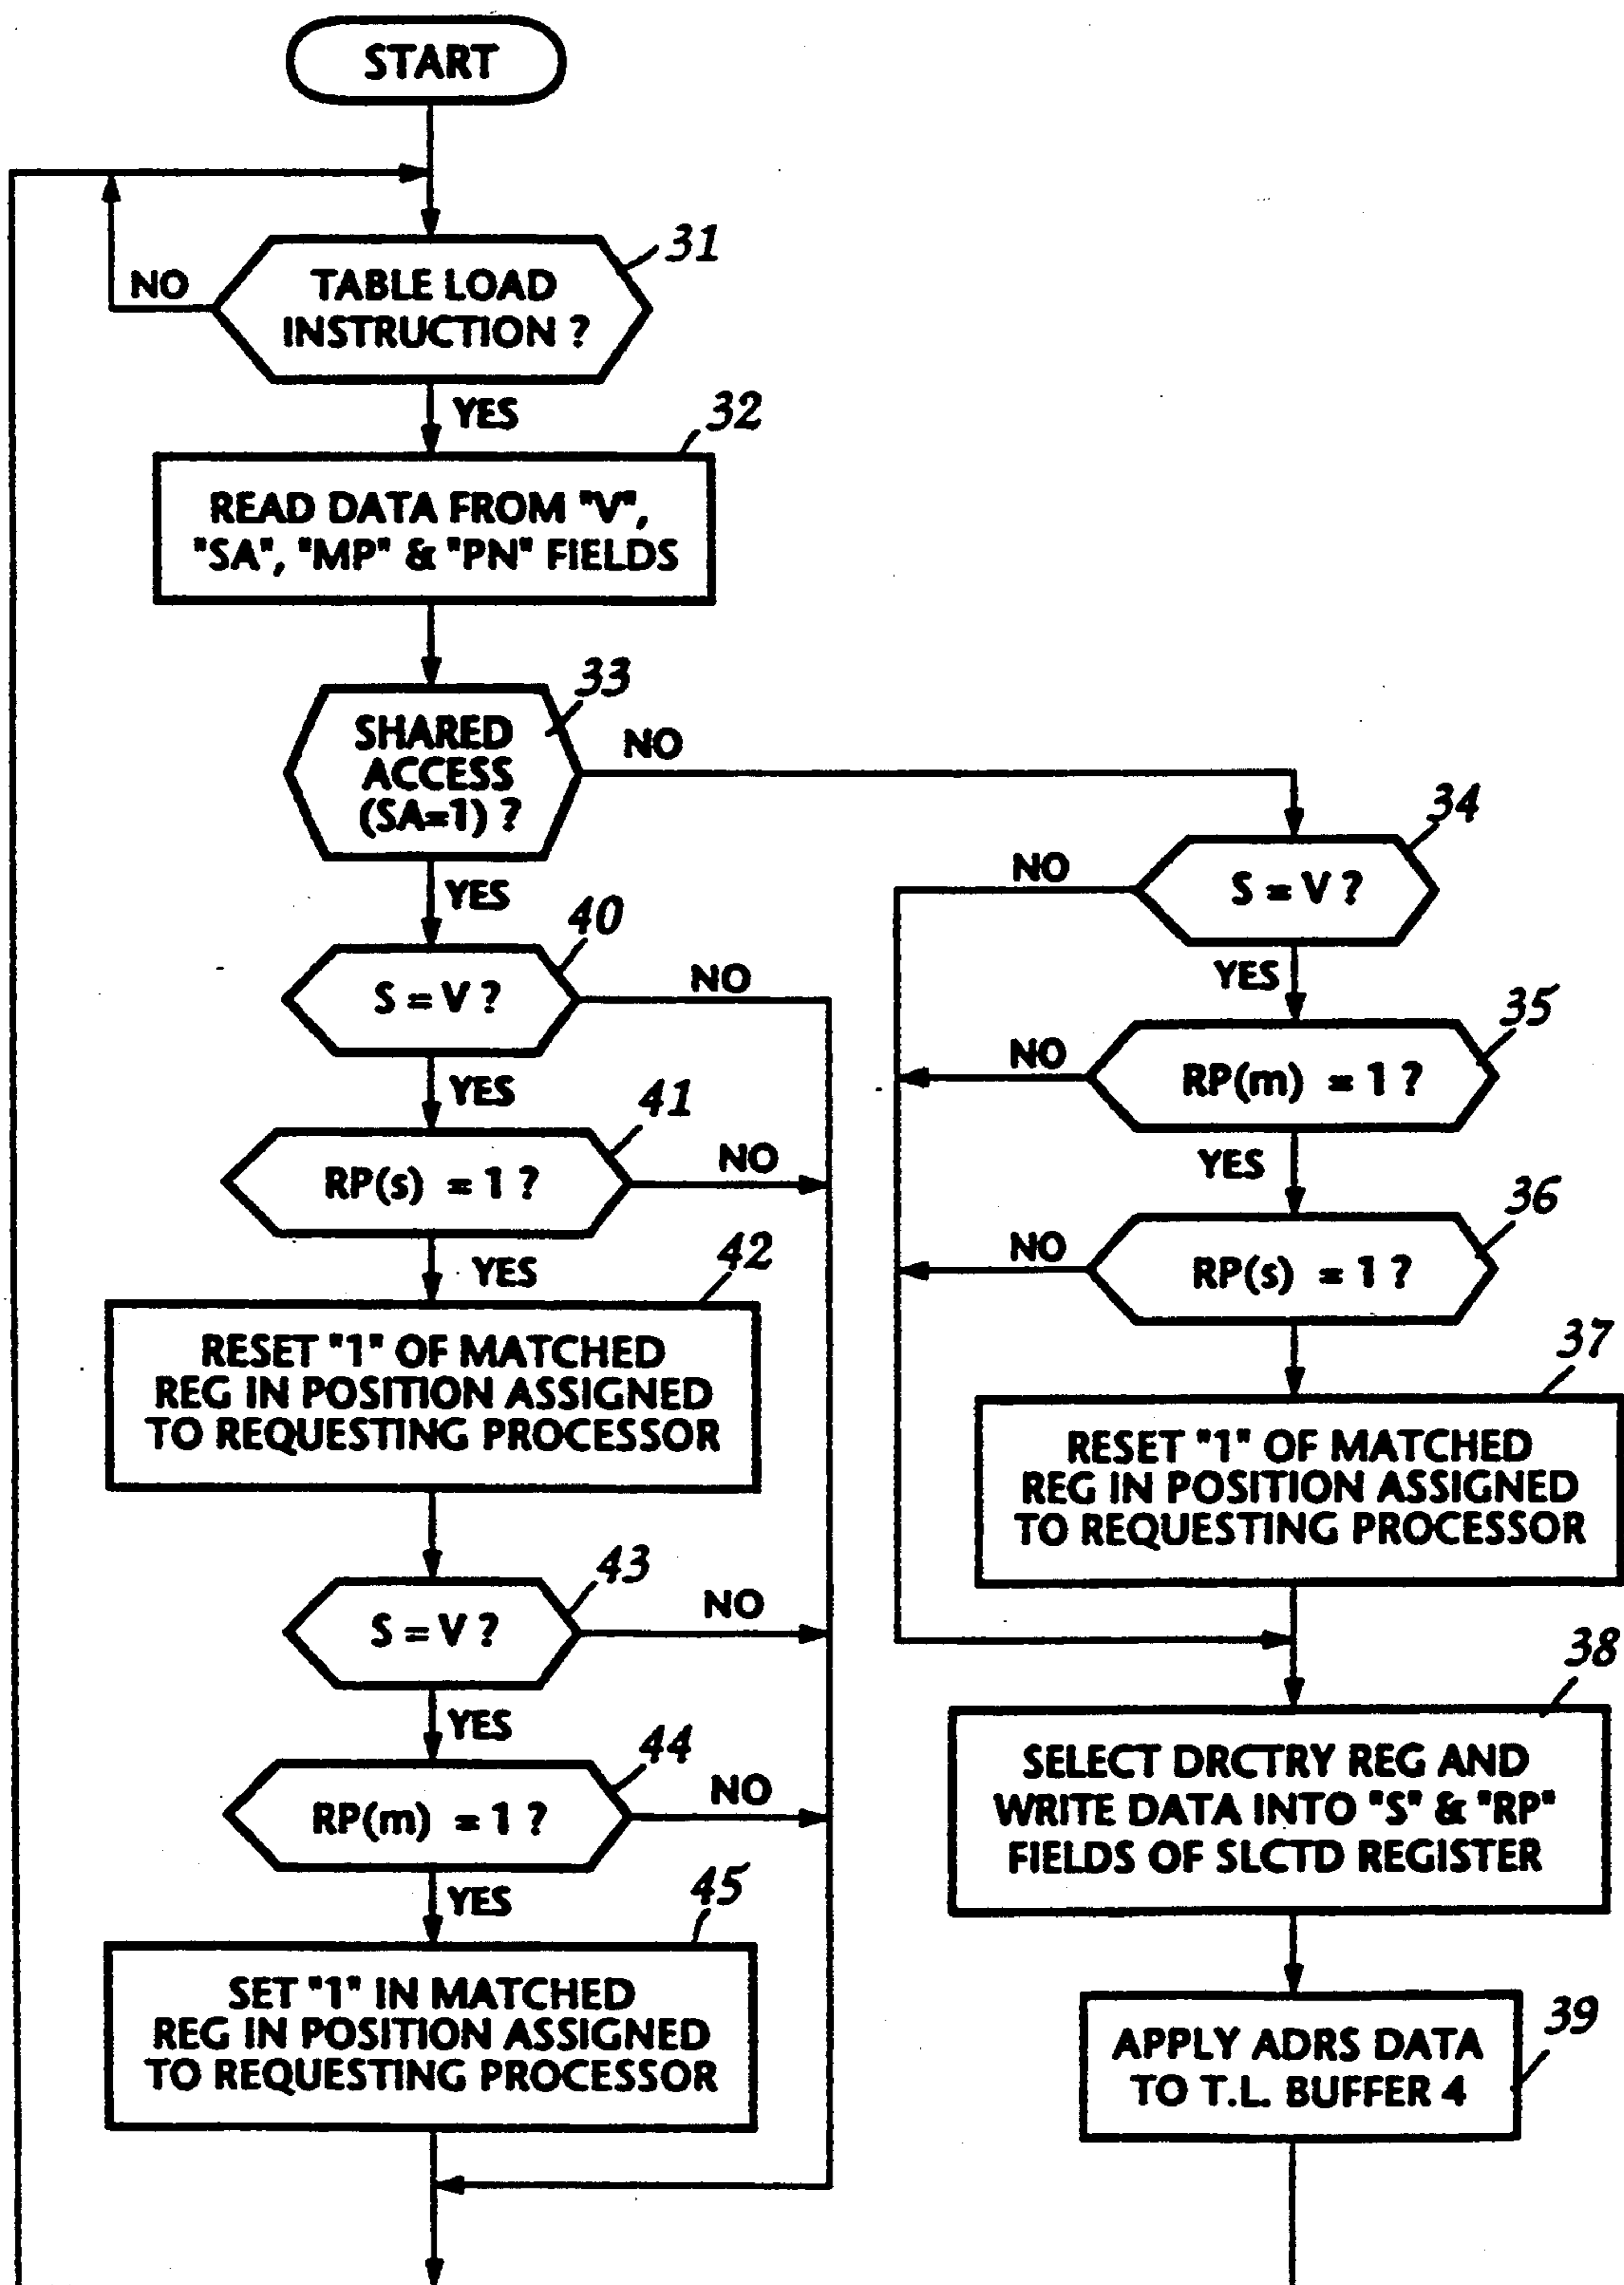 START
31
TABLE LOAD
INSTRUCTION ?
NO
YES
32
READ DATA FROM "V",
"SA", "MP" & "PN" FIELDS
33
SHARED
ACCESS
(SA=1) ?
NO
YES
40
S = V ?
NO
YES
41
RP(s) = 1 ?
NO
YES
42
RESET "1" OF MATCHED
REG IN POSITION ASSIGNED
TO REQUESTING PROCESSOR
43
S = V ?
NO
YES
44
RP(m) = 1 ?
NO
YES
45
SET "1" IN MATCHED
REG IN POSITION ASSIGNED
TO REQUESTING PROCESSOR
34
S = V ?
NO
YES
35
RP(m) = 1 ?
NO
YES
36
RP(s) = 1 ?
NO
37
RESET "1" OF MATCHED
REG IN POSITION ASSIGNED
TO REQUESTING PROCESSOR
38
SELECT DRCTRY REG AND
WRITE DATA INTO "S" & "RP"
FIELDS OF SLCTD REGISTER
39
APPLY ADRS DATA
TO T.L. BUFFER 4